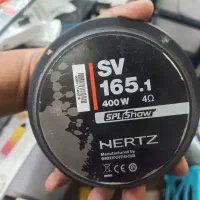 SV
165.1
400W 4Ω
SPL/Show
HERTZ
Manufactured by